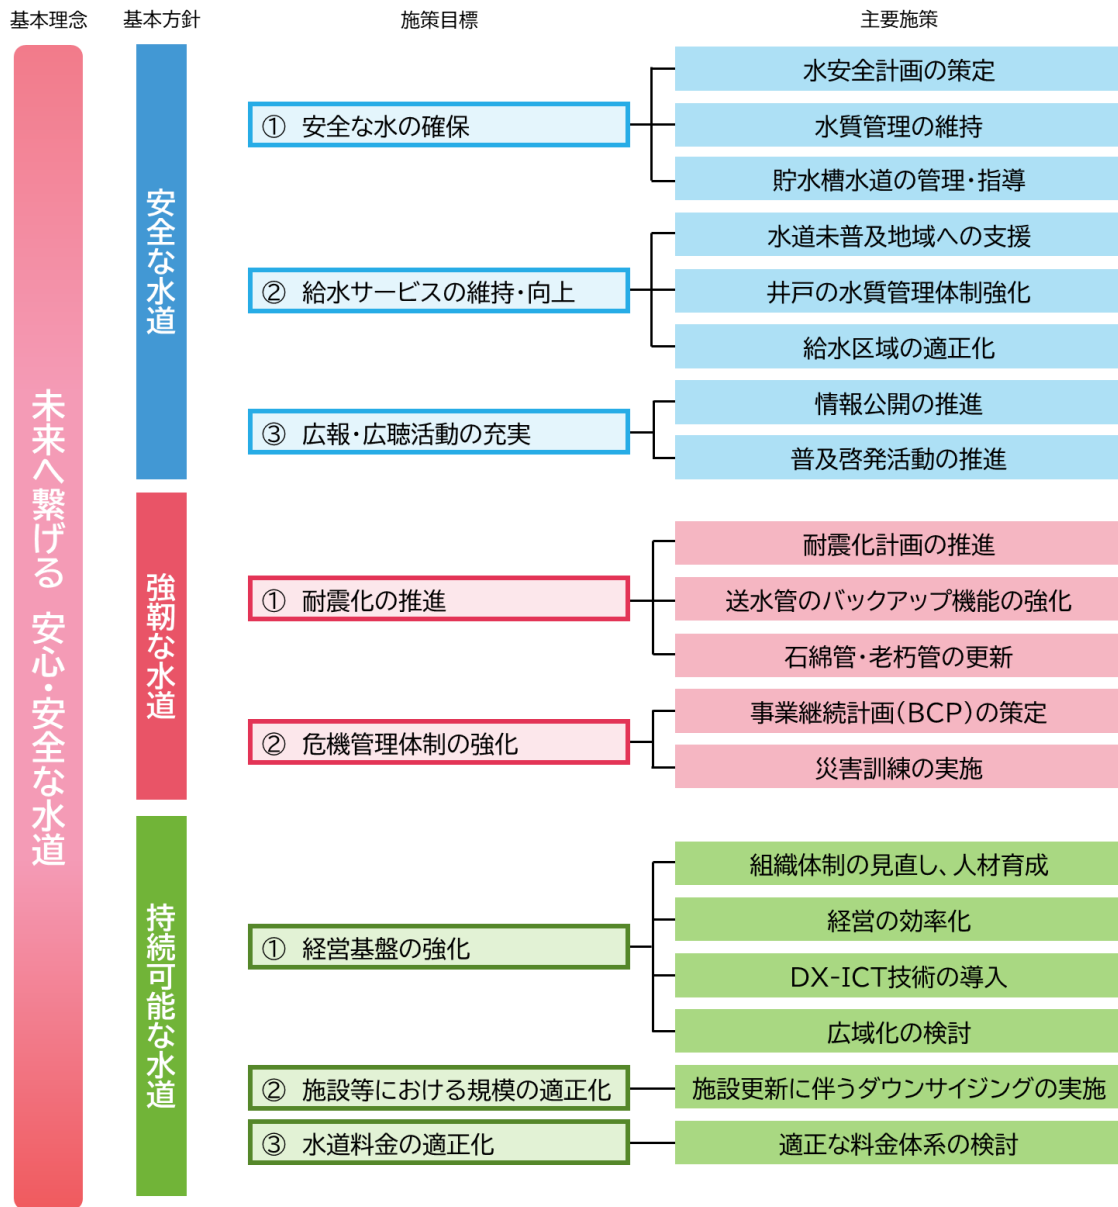 基本理念
基本方針
施策目標
主要施策
未来へ繋げる 安心・安全な水道
安全な水道
① 安全な水の確保
水安全計画の策定
水質管理の維持
貯水槽水道の管理・指導
② 給水サービスの維持・向上
水道未普及地域への支援
井戸の水質管理体制強化
給水区域の適正化
③ 広報・広聴活動の充実
情報公開の推進
普及啓発活動の推進
強靭な水道
① 耐震化の推進
耐震化計画の推進
送水管のバックアップ機能の強化
石綿管・老朽管の更新
② 危機管理体制の強化
事業継続計画(BCP)の策定
災害訓練の実施
持続可能な水道
① 経営基盤の強化
組織体制の見直し、人材育成
経営の効率化
DX-ICT技術の導入
広域化の検討
② 施設等における規模の適正化
施設更新に伴うダウンサイジングの実施
③ 水道料金の適正化
適正な料金体系の検討